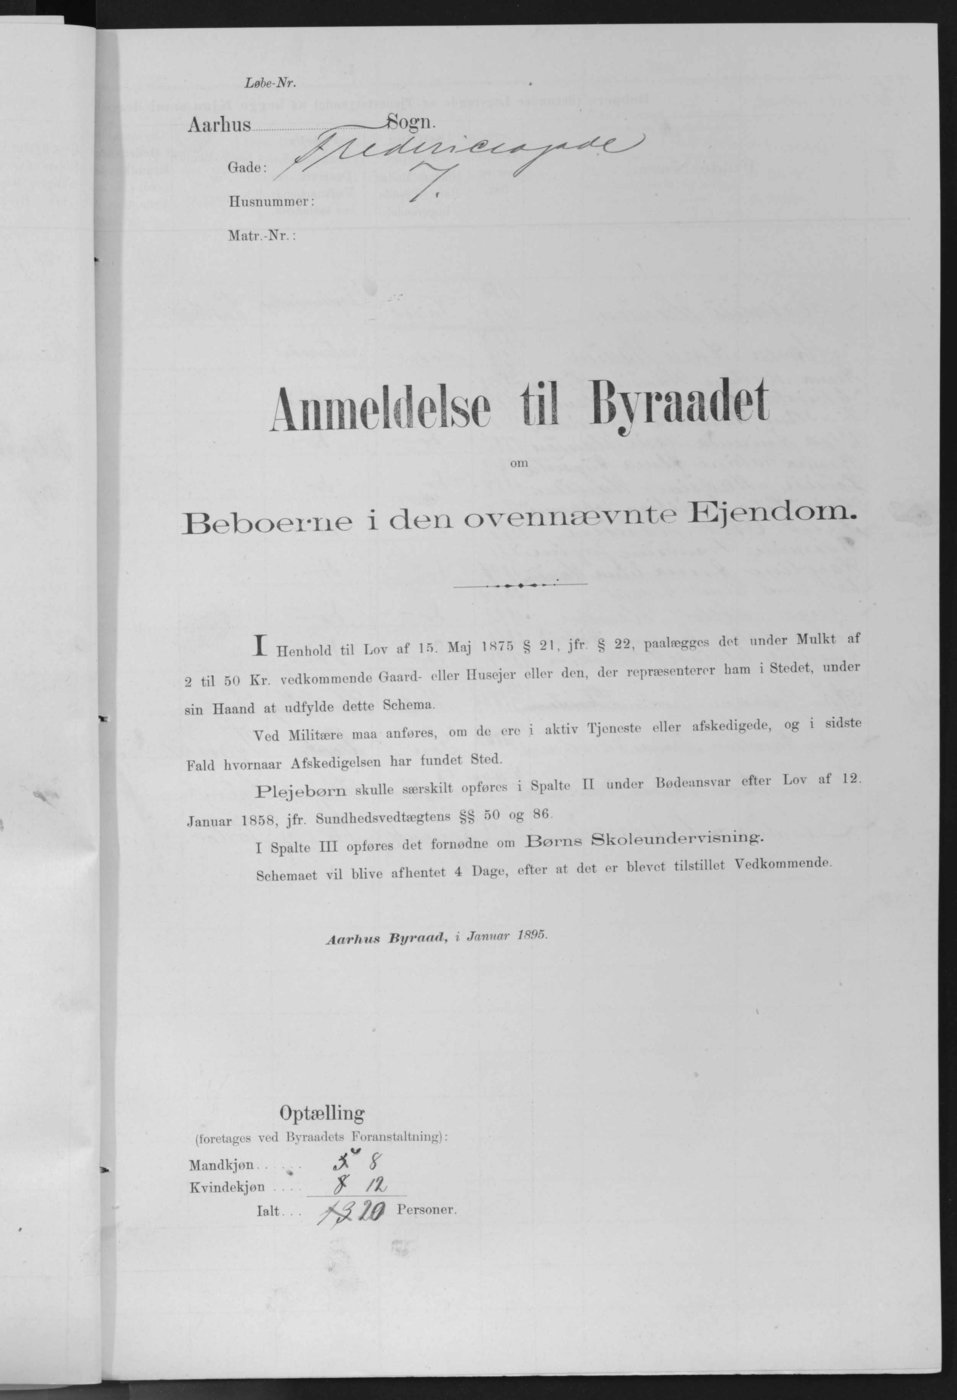 Løbe-Nr.
Aarhus Sogn.
Gade: Fredericiagade
Husnummer: 7.
Matr.-Nr.:
Anmeldelse til Byraadet
om
Beboerne i den ovennævnte Ejendom.
I Henhold til Lov af 15. Maj 1875 § 21, jfr. § 22, paalægges det under Mulkt af
2 til 50 Kr. vedkommende Gaard- eller Husejer eller den, der repræsenterer ham i Stedet, under
sin Haand at udfylde dette Schema.
Ved Militære maa anføres, om de ere i aktiv Tjeneste eller afskedigede, og i sidste
Fald hvornaar Afskedigelsen har fundet Sted.
Plejebørn skulle særskilt opføres i Spalte II under Bødeansvar efter Lov af 12.
Januar 1858, jfr. Sundhedsvedtægtens §§ 50 og 86.
I Spalte III opføres det fornødne om Børns Skoleundervisning.
Schemaet vil blive afhentet 4 Dage, efter at det er blevet tilstillet Vedkommende.
Aarhus Byraad, i Januar 1895.
Optælling
(foretages ved Byraadets Foranstaltning):
Mandkjøn.... 5 8
Kvindekjøn .... 8 12
Ialt... 13 20 Personer.